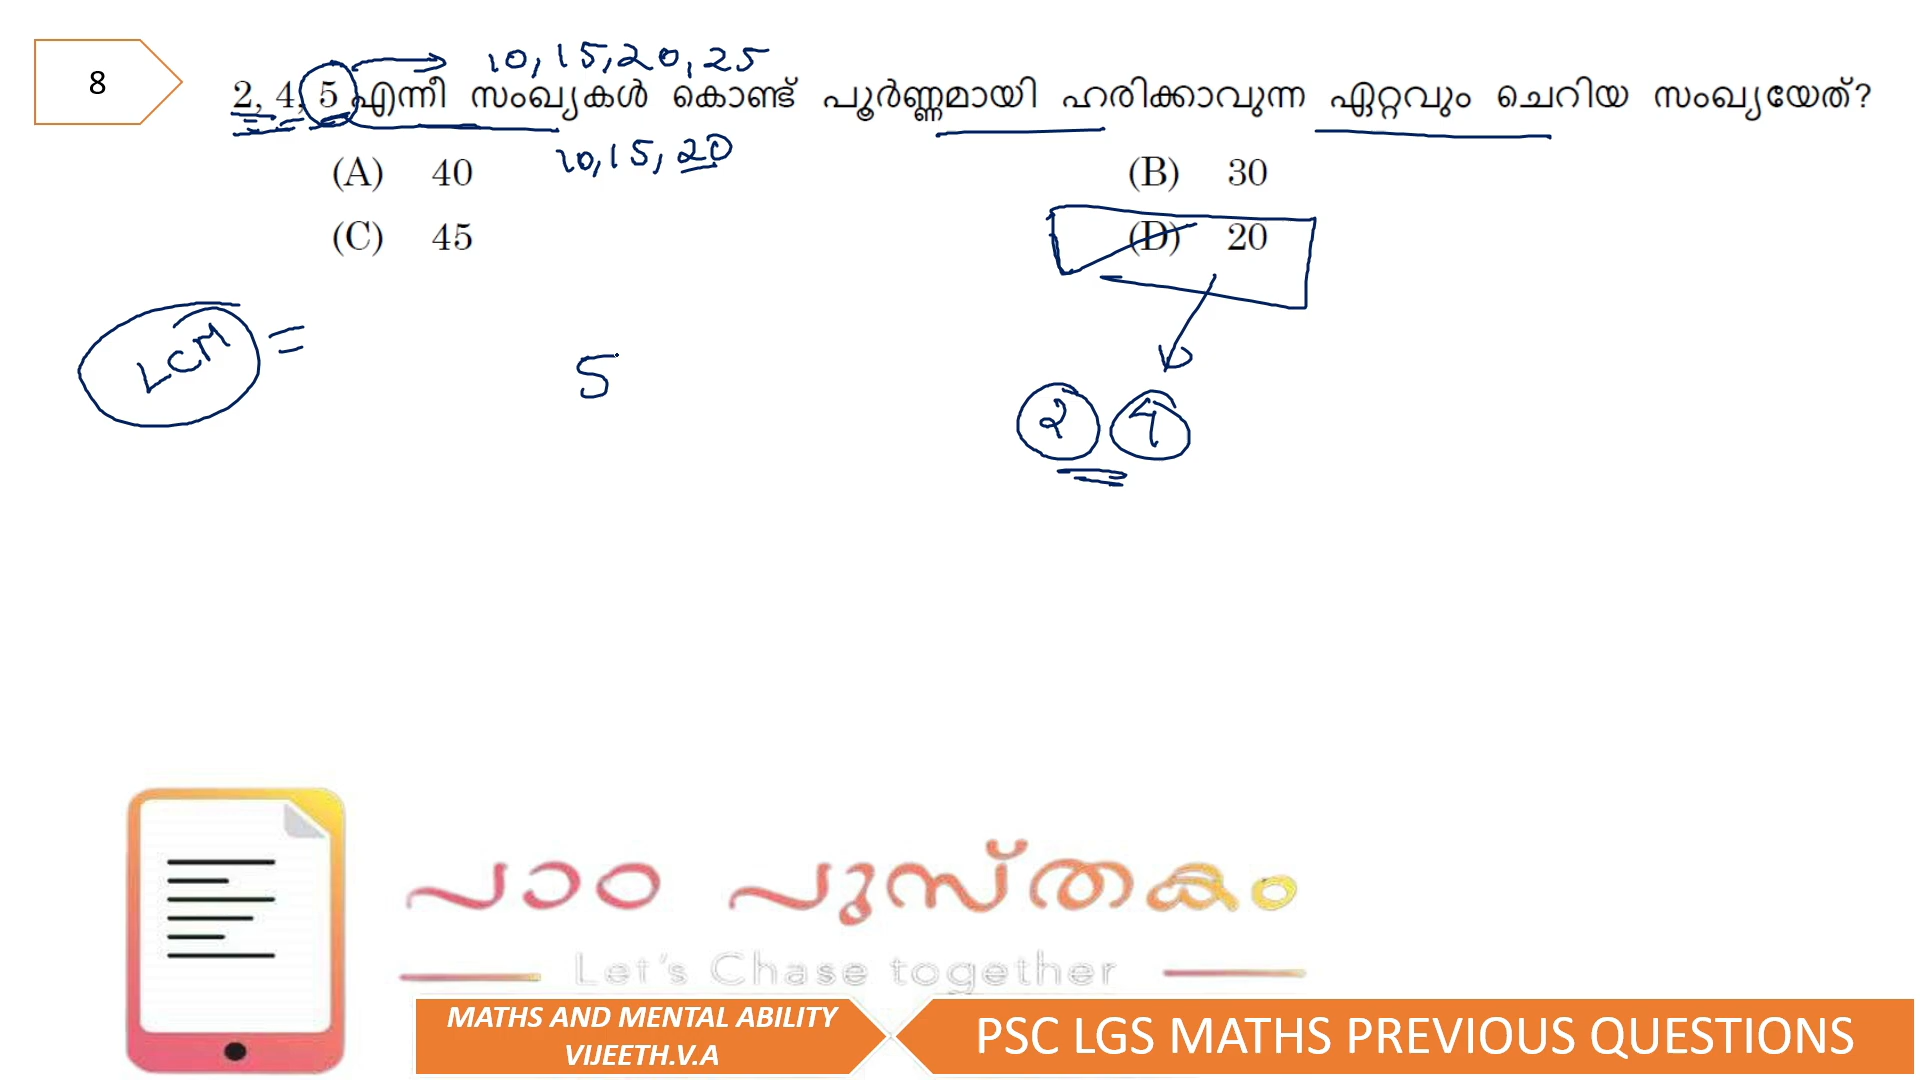 8
10, 15, 20, 25
2, 4, 5 എന്നീ സംഖ്യകൾ കൊണ്ട് പൂർണ്ണമായി ഹരിക്കാവുന്ന ഏറ്റവും ചെറിയ സംഖ്യയേത്?
10, 15, 20
(A) 40 (B) 30
(C) 45 (D) 20
LCM =
5
2 4
പാഠ പുസ്തകം
Let's Chase together
MATHS AND MENTAL ABILITY
VIJEETH.V.A
PSC LGS MATHS PREVIOUS QUESTIONS